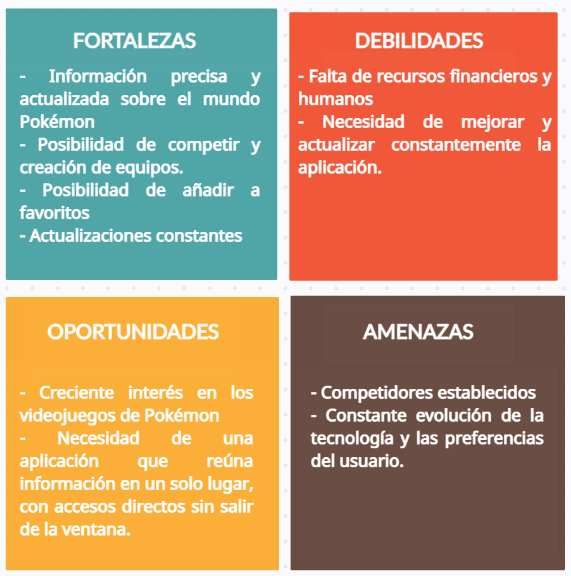 FORTALEZAS
- Información precisa y
actualizada sobre el mundo
Pokémon
- Posibilidad de competir y
creación de equipos.
- Posibilidad de añadir a
favoritos
- Actualizaciones constantes
DEBILIDADES
- Falta de recursos financieros y
humanos
- Necesidad de mejorar y
actualizar constantemente la
aplicación.
OPORTUNIDADES
- Creciente interés en los
videojuegos de Pokémon
- Necesidad de una
aplicación que reúna
información en un solo lugar,
con accesos directos sin salir
de la ventana.
AMENAZAS
- Competidores establecidos
- Constante evolución de la
tecnología y las preferencias
del usuario.